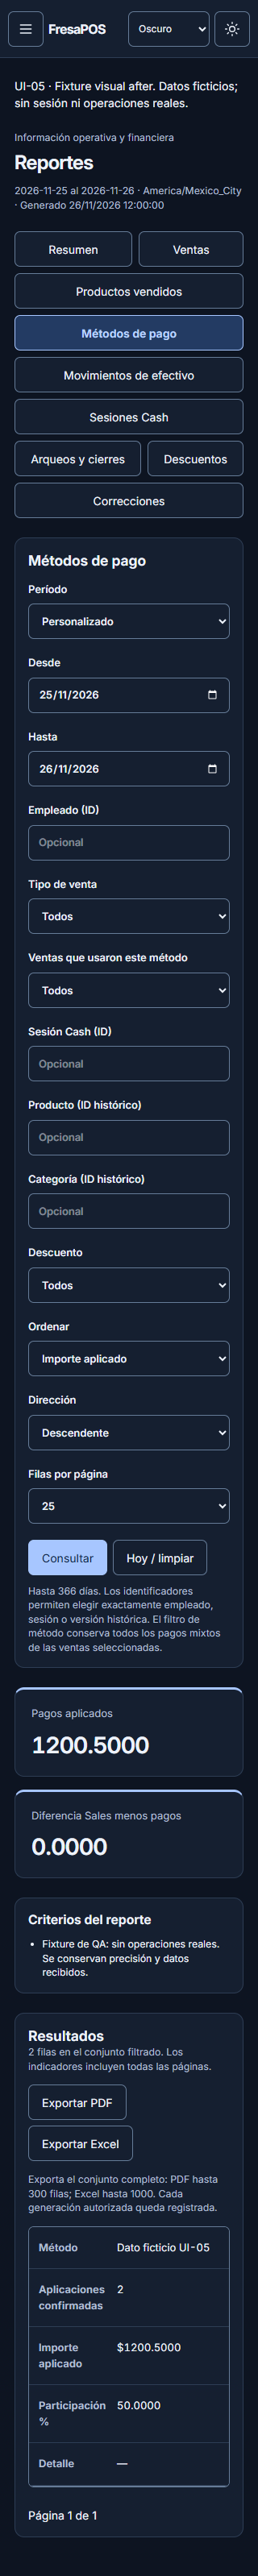 FresaPOS
Oscuro
UI-05 · Fixture visual after. Datos ficticios;
sin sesión ni operaciones reales.
Información operativa y financiera
Reportes
2026-11-25 al 2026-11-26 · America/Mexico_City
· Generado 26/11/2026 12:00:00
Resumen
Ventas
Productos vendidos
Métodos de pago
Movimientos de efectivo
Sesiones Cash
Arqueos y cierres
Descuentos
Correcciones
Métodos de pago
Período
Personalizado
Desde
25/11/2026
Hasta
26/11/2026
Empleado (ID)
Opcional
Tipo de venta
Todos
Ventas que usaron este método
Todos
Sesión Cash (ID)
Opcional
Producto (ID histórico)
Opcional
Categoría (ID histórico)
Opcional
Descuento
Todos
Ordenar
Importe aplicado
Dirección
Descendente
Filas por página
25
Consultar
Hoy / limpiar
Hasta 366 días. Los identificadores
permiten elegir exactamente empleado,
sesión o versión histórica. El filtro de
método conserva todos los pagos mixtos
de las ventas seleccionadas.
Pagos aplicados
1200.5000
Diferencia Sales menos pagos
0.0000
Criterios del reporte
• Fixture de QA: sin operaciones reales.
Se conservan precisión y datos
recibidos.
Resultados
2 filas en el conjunto filtrado. Los
indicadores incluyen todas las páginas.
Exportar PDF
Exportar Excel
Exporta el conjunto completo: PDF hasta
300 filas; Excel hasta 1000. Cada
generación autorizada queda registrada.
Método Dato ficticio UI-05
Aplicaciones 2
confirmadas
Importe $1200.5000
aplicado
Participación 50.0000
%
Detalle —
Página 1 de 1